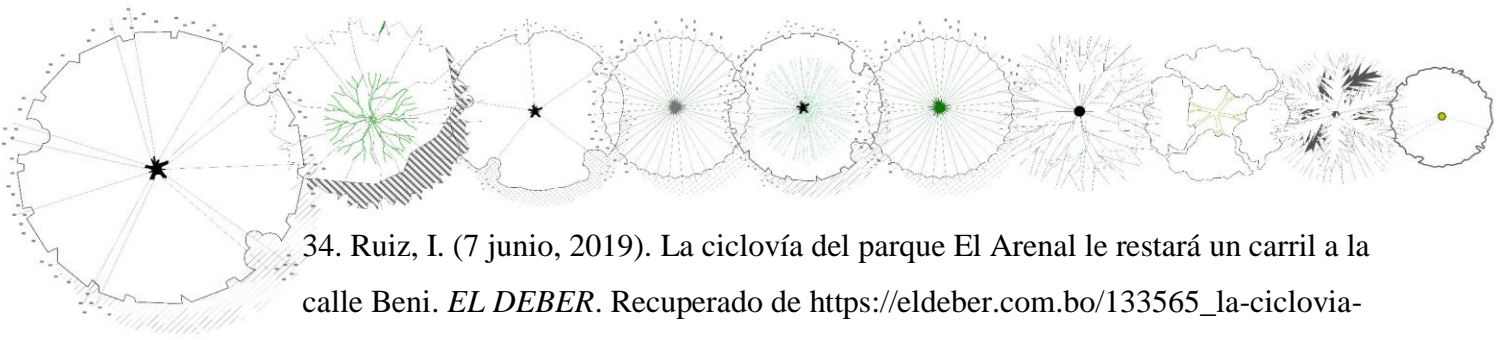 34. Ruiz, I. (7 junio, 2019). La ciclovía del parque El Arenal le restará un carril a la
calle Beni. EL DEBER. Recuperado de https://eldeber.com.bo/133565_la-ciclovia-